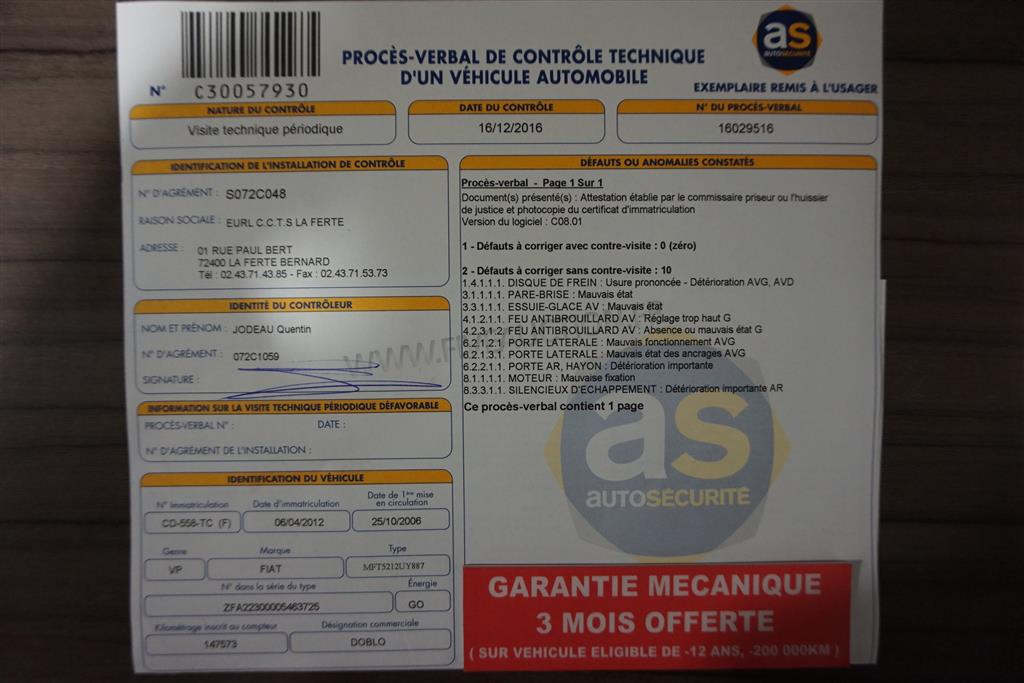 N° C30057930
PROCÈS-VERBAL DE CONTRÔLE TECHNIQUE
D'UN VÉHICULE AUTOMOBILE
as
AUTOSÉCURITÉ
EXEMPLAIRE REMIS À L'USAGER
NATURE DU CONTRÔLE
Visite technique périodique
DATE DU CONTRÔLE
16/12/2016
N° DU PROCÈS-VERBAL
16029516
IDENTIFICATION DE L'INSTALLATION DE CONTRÔLE
N° D'AGRÉMENT : S072C048
RAISON SOCIALE : EURL C.C.T.S LA FERTE
ADRESSE : 01 RUE PAUL BERT
72400 LA FERTE BERNARD
Tél : 02.43.71.43.85 - Fax : 02.43.71.53.73
IDENTITÉ DU CONTRÔLEUR
NOM ET PRÉNOM : JODEAU Quentin
N° D'AGRÉMENT : 072C1059
SIGNATURE :
INFORMATION SUR LA VISITE TECHNIQUE PÉRIODIQUE DÉFAVORABLE
PROCÈS-VERBAL N° : DATE :
N° D'AGRÉMENT DE L'INSTALLATION :
IDENTIFICATION DU VÉHICULE
N° Immatriculation Date d'immatriculation Date de 1ère mise en circulation
CD-558-TC (F) 06/04/2012 25/10/2006
Genre Marque Type
VP FIAT MFT5212UY887
N° dans la série du type Énergie
ZFA22300005463725 GO
Kilométrage inscrit au compteur Désignation commerciale
147573 DOBLO
DÉFAUTS OU ANOMALIES CONSTATÉS
Procès-verbal - Page 1 Sur 1
Document(s) présenté(s) : Attestation établie par le commissaire priseur ou l'huissier
de justice et photocopie du certificat d'immatriculation
Version du logiciel : C08.01
1 - Défauts à corriger avec contre-visite : 0 (zéro)
2 - Défauts à corriger sans contre-visite : 10
1.4.1.1.1. DISQUE DE FREIN : Usure prononcée - Détérioration AVG, AVD
3.1.1.1.1. PARE-BRISE : Mauvais état
3.3.1.1.1. ESSUIE-GLACE AV : Mauvais état
4.1.2.1.1. FEU ANTIBROUILLARD AV : Réglage trop haut G
4.2.3.1.2. FEU ANTIBROUILLARD AV : Absence ou mauvais état G
6.2.1.2.1. PORTE LATERALE : Mauvais fonctionnement AVG
6.2.1.3.1. PORTE LATERALE : Mauvais état des ancrages AVG
6.2.2.1.1. PORTE AR, HAYON : Détérioration importante
8.1.1.1.1. MOTEUR : Mauvaise fixation
8.3.3.1.1. SILENCIEUX D'ECHAPPEMENT : Détérioration importante AR
Ce procès-verbal contient 1 page
as
AUTOSÉCURITÉ
GARANTIE MECANIQUE
3 MOIS OFFERTE
( SUR VEHICULE ELIGIBLE DE -12 ANS, -200 000KM )